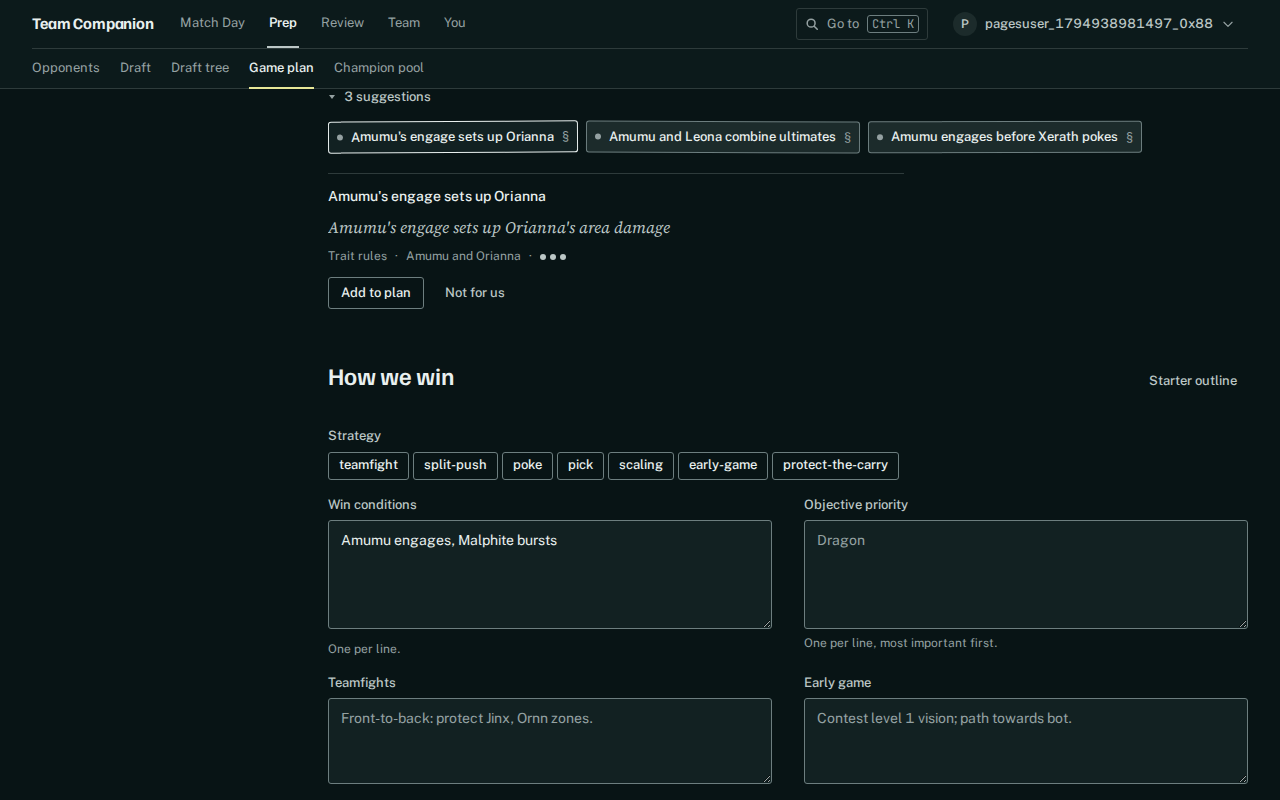 Team Companion Match Day Prep Review Team You Go to Ctrl K P pagesuser_1794938981497_0x88
Opponents Draft Draft tree Game plan Champion pool
3 suggestions
Amumu's engage sets up Orianna § Amumu and Leona combine ultimates § Amumu engages before Xerath pokes §
Amumu's engage sets up Orianna
Amumu's engage sets up Orianna's area damage
Trait rules · Amumu and Orianna ·
Add to plan Not for us
How we win Starter outline
Strategy
teamfight split-push poke pick scaling early-game protect-the-carry
Win conditions Objective priority
Amumu engages, Malphite bursts Dragon
One per line. One per line, most important first.
Teamfights Early game
Front-to-back: protect Jinx, Ornn zones. Contest level 1 vision; path towards bot.